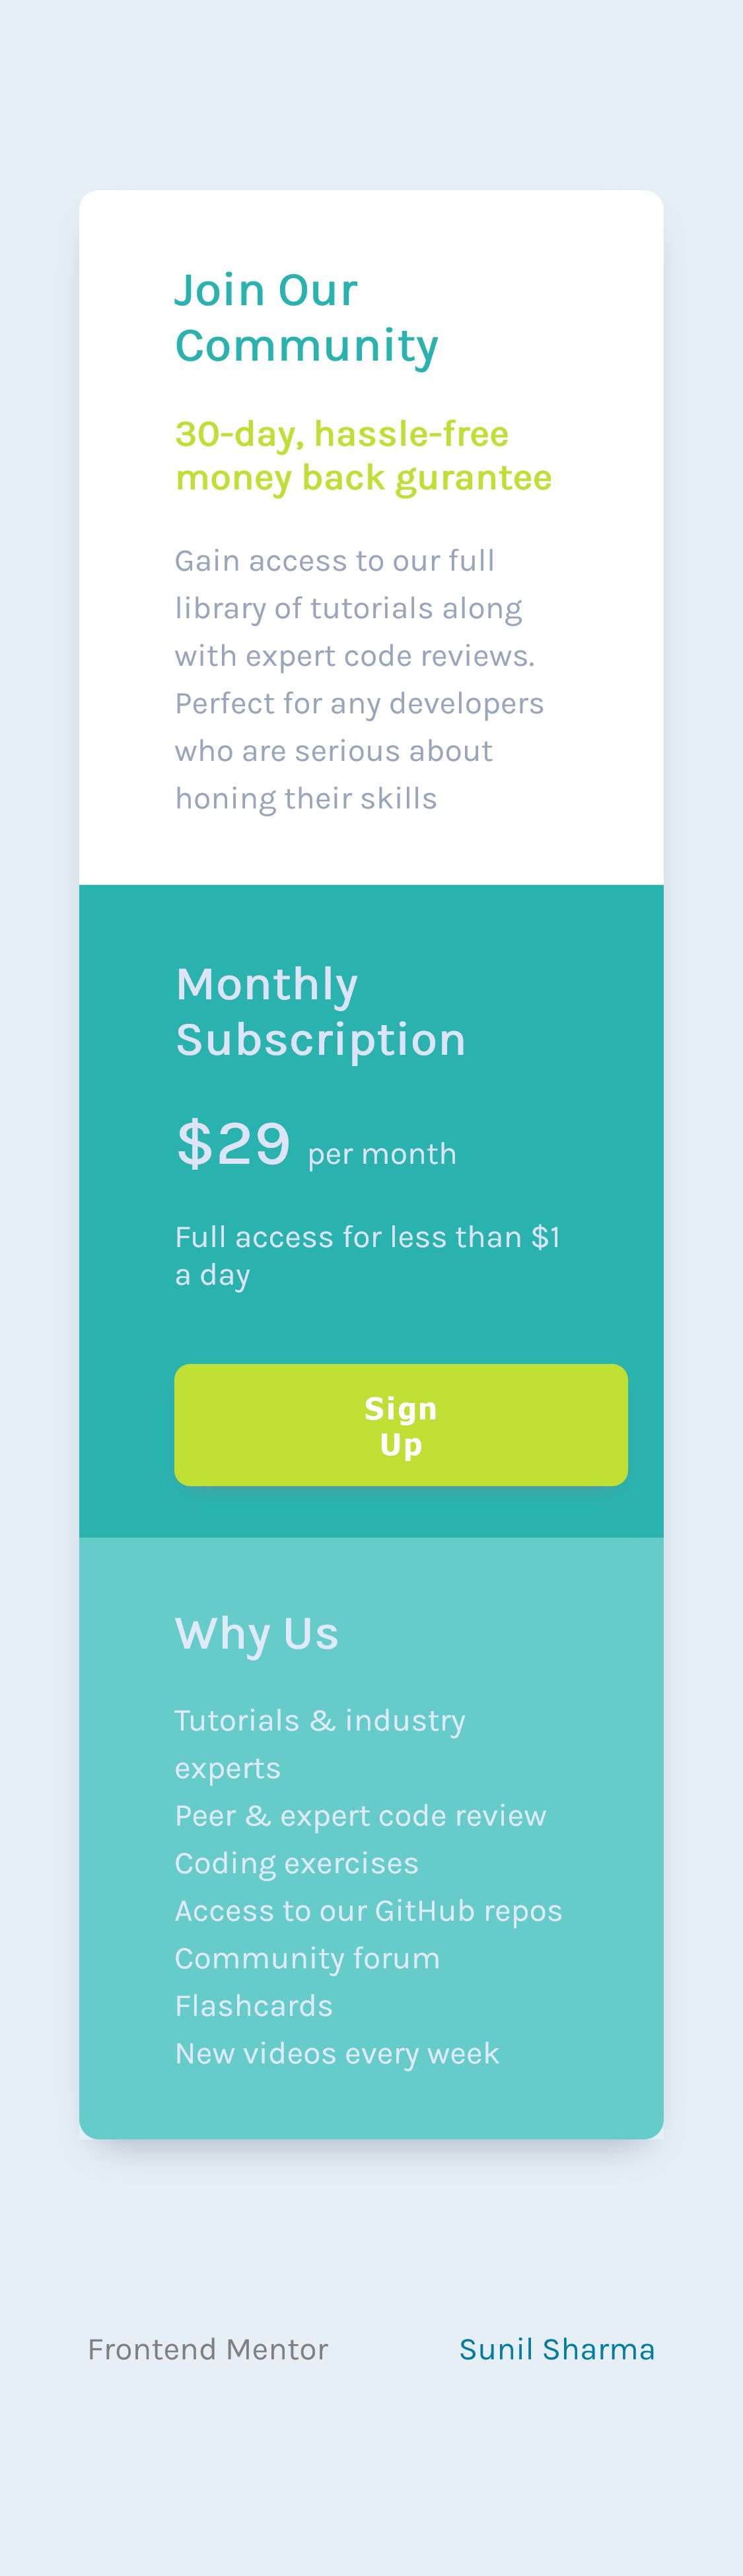 Join Our
Community
30-day, hassle-free
money back gurantee
Gain access to our full
library of tutorials along
with expert code reviews.
Perfect for any developers
who are serious about
honing their skills
Monthly
Subscription
$29 per month
Full access for less than $1
a day
Sign
Up
Why Us
Tutorials & industry
experts
Peer & expert code review
Coding exercises
Access to our GitHub repos
Community forum
Flashcards
New videos every week
Frontend Mentor Sunil Sharma